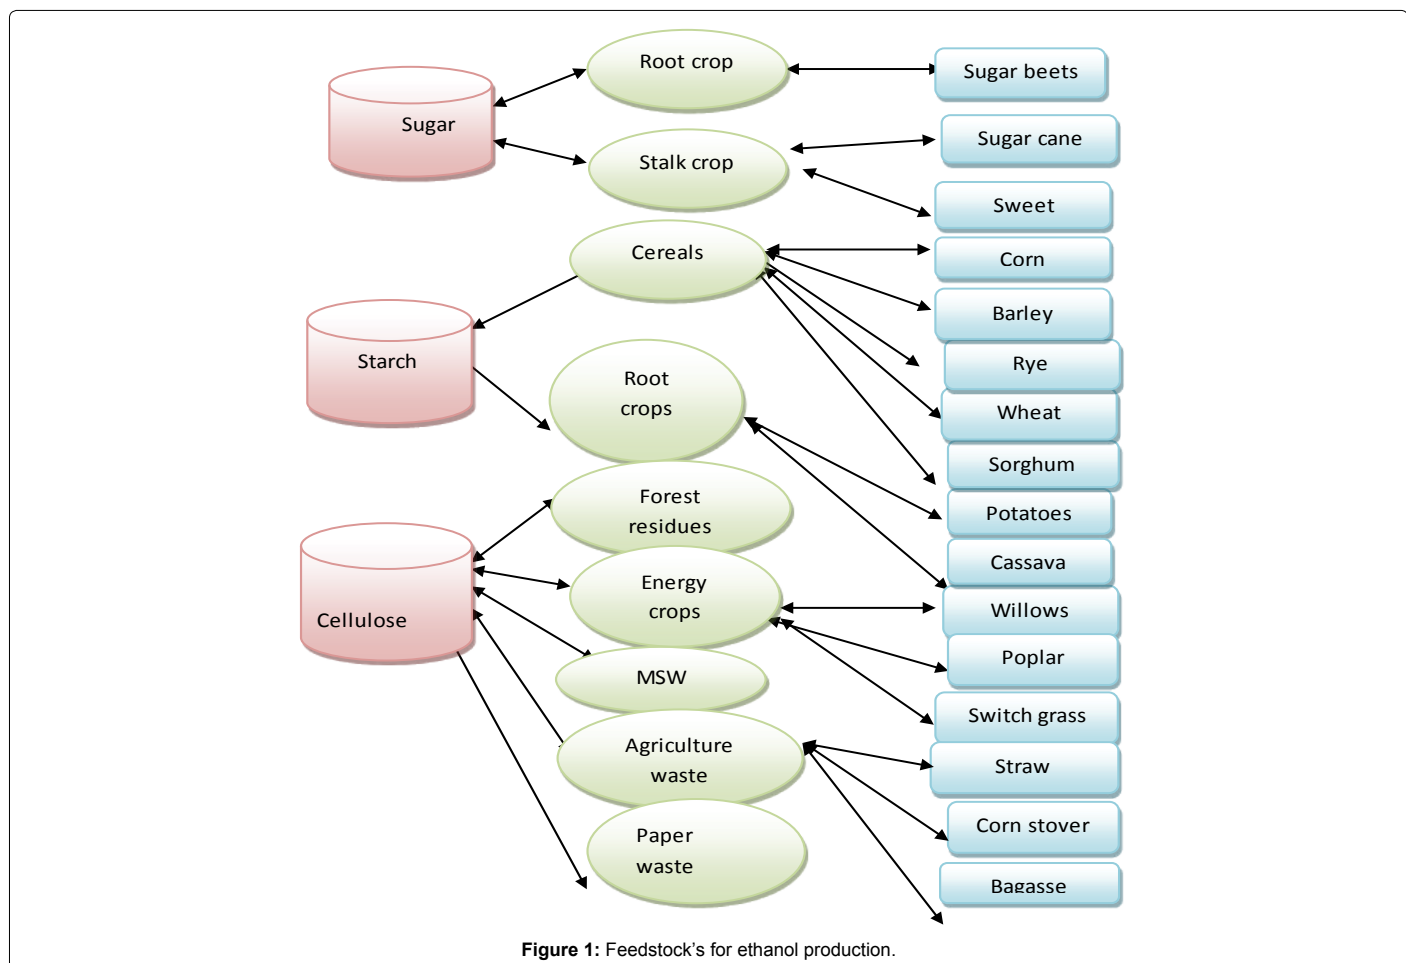 Sugar
Starch
Cellulose
Root crop
Stalk crop
Cereals
Root
crops
Forest
residues
Energy
crops
MSW
Agriculture
waste
Paper
waste
Sugar beets
Sugar cane
Sweet
Corn
Barley
Rye
Wheat
Sorghum
Potatoes
Cassava
Willows
Poplar
Switch grass
Straw
Corn stover
Bagasse
Figure 1: Feedstock’s for ethanol production.